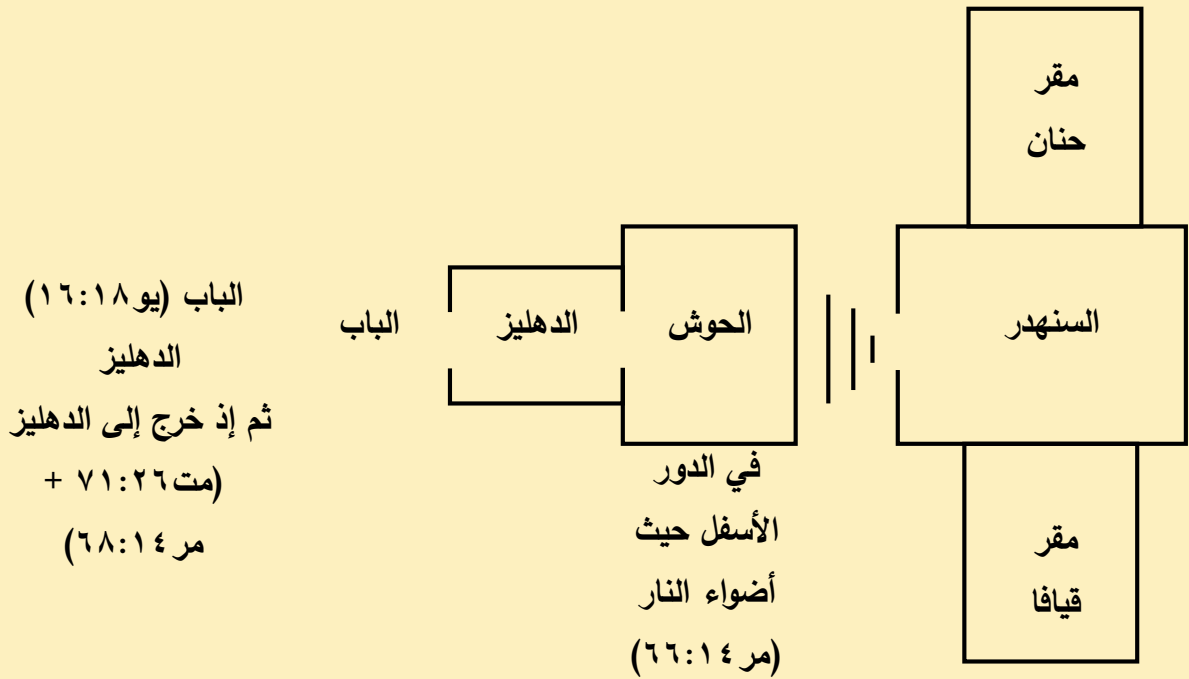 مقر
حنان
السنهدر
الحوش
الدهليز
الباب
مقر
قيافا
في الدور
الأسفل حيث
أضواء النار
(مر١٤:٦٦)
الباب (يو١٨:١٦)
الدهليز
ثم إذ خرج إلى الدهليز
(مت٢٦:٧١ +
مر١٤:٦٨)